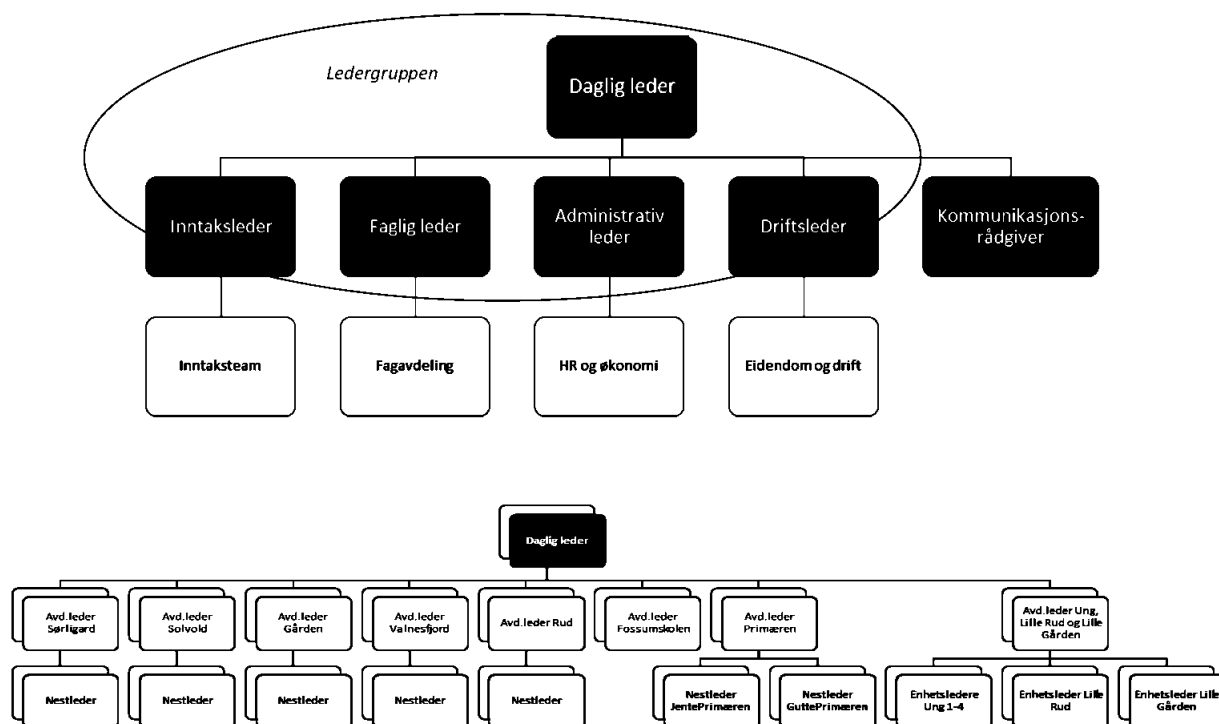 Ledergruppen
Daglig leder
Inntaksleder
Faglig leder
Administrativ
leder
Driftsleder
Kommunikasjons-
rådgiver
Inntaksteam
Fagavdeling
HR og økonomi
Eidendom og drift
Daglig leder
Avd.leder
Sørligard
Avd.leder
Solvold
Avd.leder
Gården
Avd.leder
Valnesfjord
Avd.leder Rud
Avd.leder
Fossumskolen
Avd.leder
Primæren
Avd.leder Ung,
Lille Rud og Lille
Gården
Nestleder
Nestleder
Nestleder
Nestleder
Nestleder
Nestleder
JentePrimæren
Nestleder
GuttePrimæren
Enhetsledere
Ung 1-4
Enhetsleder Lille
Rud
Enhetsleder Lille
Gården